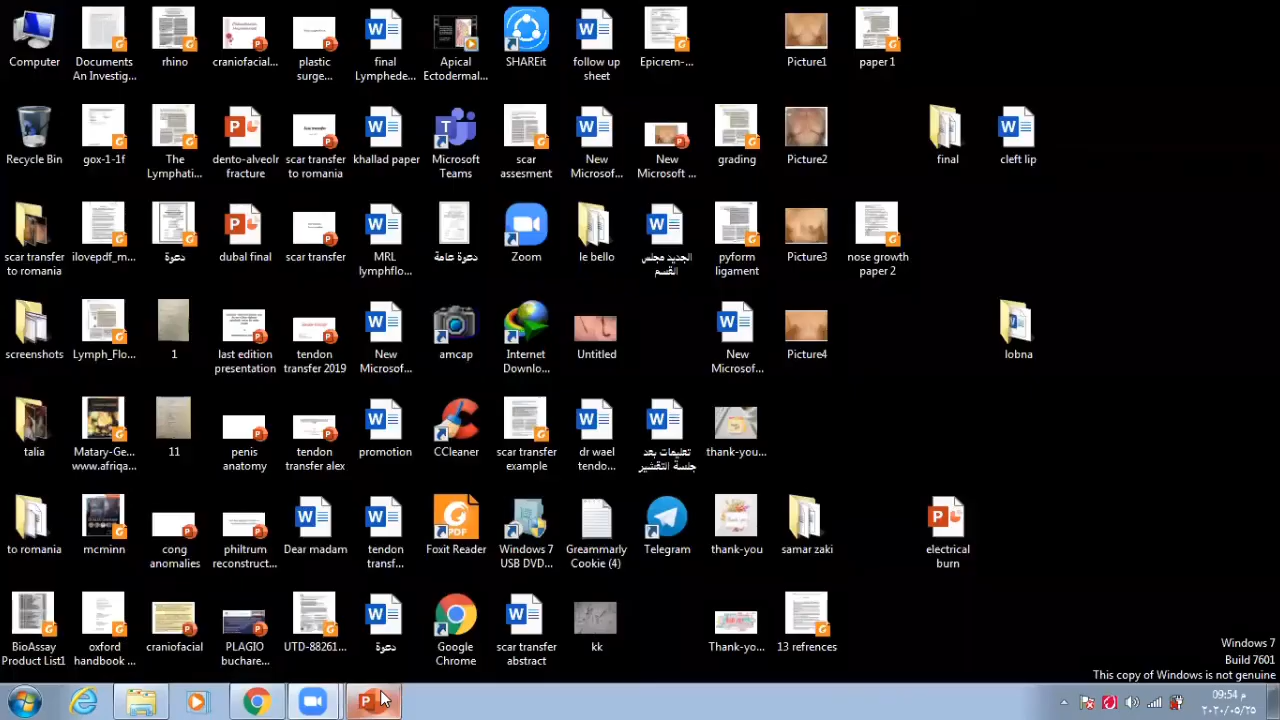 Computer
Documents
An Investig...
rhino
craniofacial...
plastic
surge...
final
Lymphede...
Apical
Ectodermal...
SHAREit
follow up
sheet
Epicrem-...
Picture1
paper 1
Recycle Bin
gox-1-1f
The
Lymphati...
dento-alveolr
fracture
scar transfer
to romania
khallad paper
Microsoft
Teams
scar
assesment
New
Microsof...
New
Microsoft ...
grading
Picture2
final
cleft lip
scar transfer
to romania
ilovepdf_m...
دعوة
dubai final
scar transfer
MRL
lymphflo...
دعوة عامة
Zoom
le bello
الجديد مجلس
القسم
pyform
ligament
Picture3
nose growth
paper 2
screenshots
Lymph_Flo...
1
last edition
presentation
tendon
transfer 2019
New
Microsof...
amcap
Internet
Downlo...
Untitled
New
Microsof...
Picture4
lobna
talia
Matary-Ge...
www.afriqa...
11
penis
anatomy
tendon
transfer alex
promotion
CCleaner
scar transfer
example
dr wael
tendo...
تعليمات بعد
جلسة التقشير
thank-you...
to romania
mcminn
cong
anomalies
philtrum
reconstruct...
Dear madam
tendon
transf...
PDF
Foxit Reader
Windows 7
USB DVD...
Greammarly
Cookie (4)
Telegram
thank-you
samar zaki
electrical
burn
BioAssay
Product List1
oxford
handbook ...
craniofacial
PLAGIO
buchare...
UTD-88261...
دعوة
Google
Chrome
scar transfer
abstract
kk
Thank-yo...
13 refrences
Windows 7
Build 7601
This copy of Windows is not genuine
09:54 م
٢٠٢٠/٠٥/٢٥